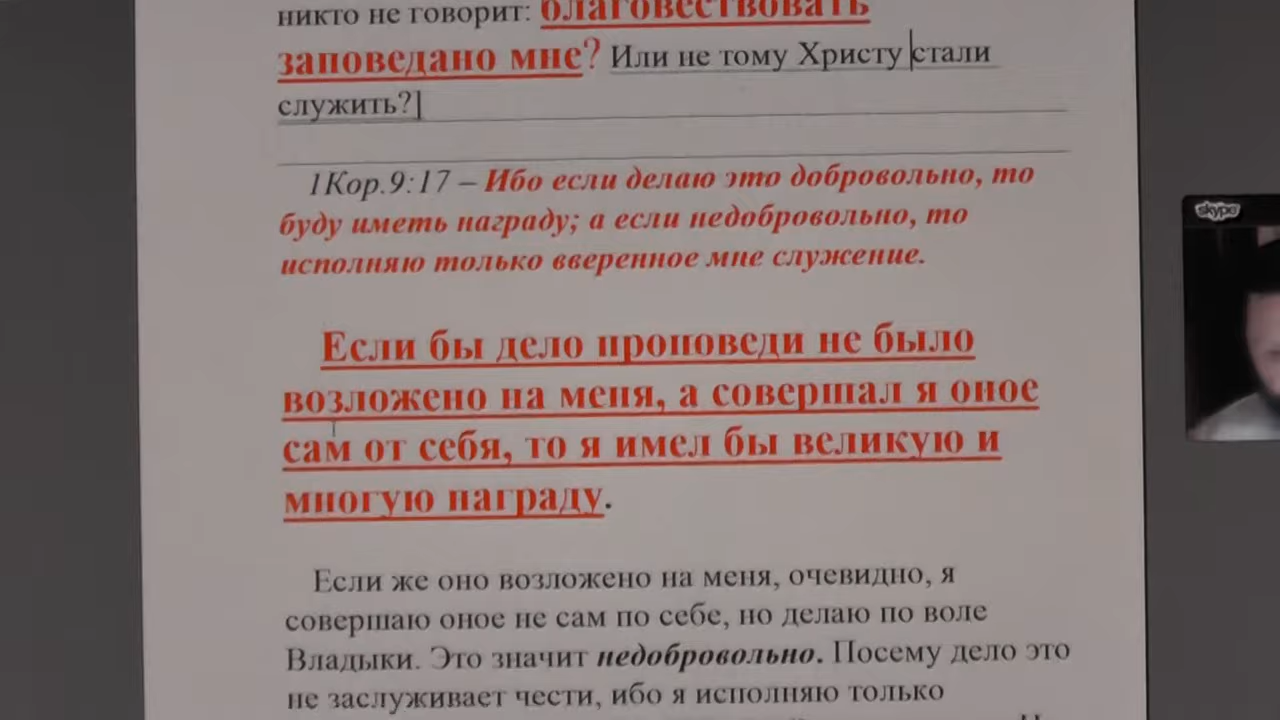 никто не говорит: благовествовать
заповедано мне? Или не тому Христу стали
служить?]
1Кор.9:17 – Ибо если делаю это добровольно, то
буду иметь награду; а если недобровольно, то
исполняю только вверенное мне служение.
Если бы дело проповеди не было
возложено на меня, а совершал я оное
сам от себя, то я имел бы великую и
многую награду.
Если же оно возложено на меня, очевидно, я
совершаю оное не сам по себе, но делаю по воле
Владыки. Это значит недобровольно. Посему дело это
не заслуживает чести, ибо я исполняю только
skype